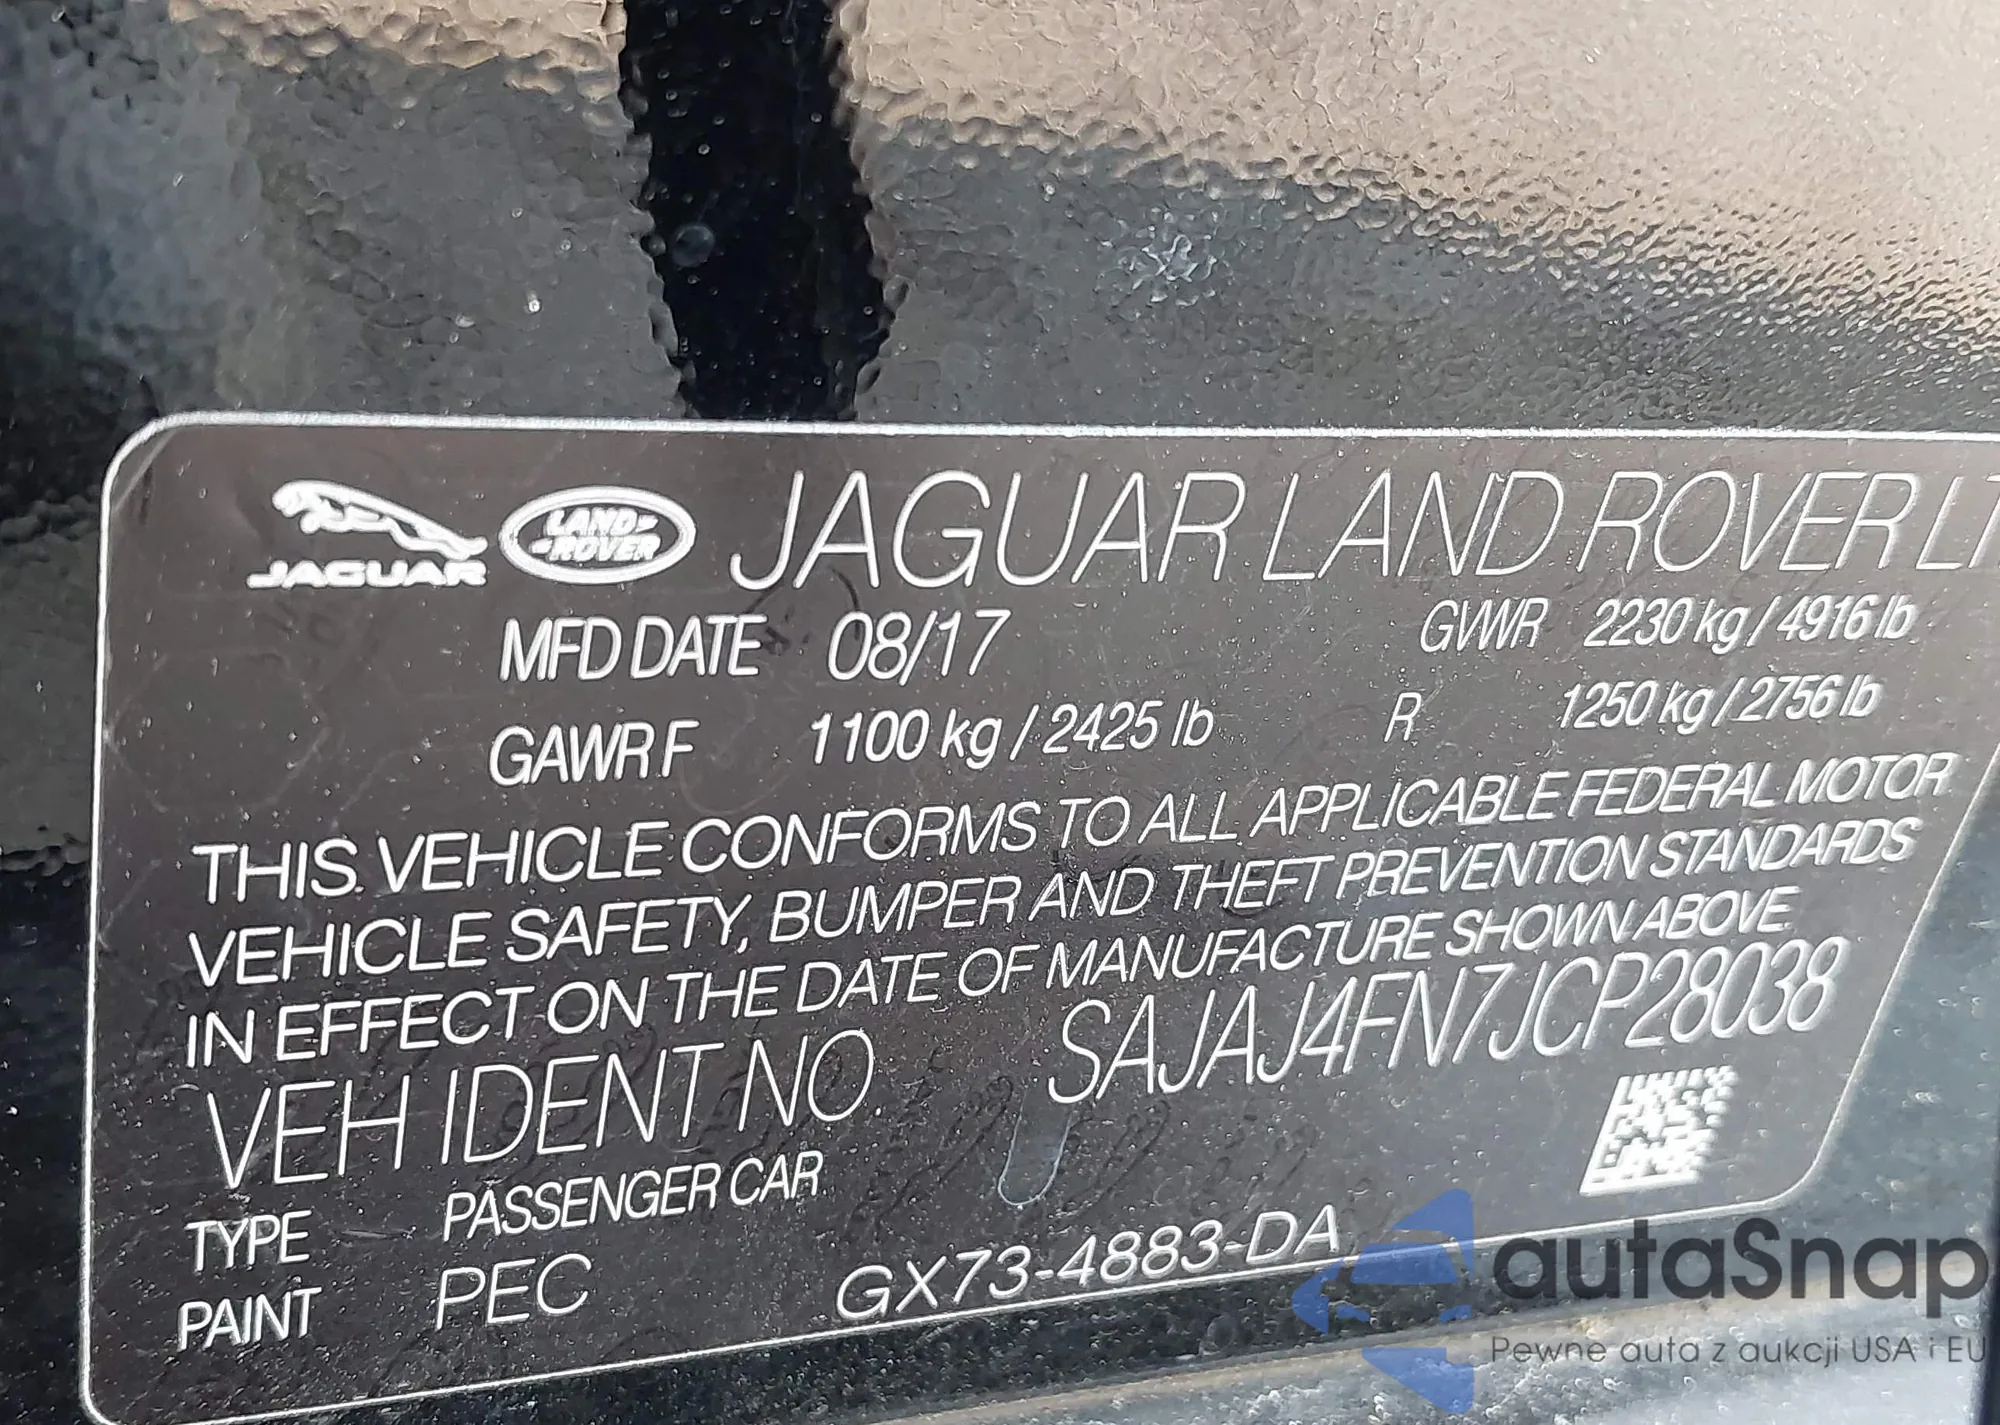 JAGUAR LAND ROVER JAGUAR LAND ROVER LT
MFD DATE 08/17 GVWR 2230 kg / 4916 lb
GAWR F 1100 kg / 2425 lb R 1250 kg / 2756 lb
THIS VEHICLE CONFORMS TO ALL APPLICABLE FEDERAL MOTOR
VEHICLE SAFETY, BUMPER AND THEFT PREVENTION STANDARDS
IN EFFECT ON THE DATE OF MANUFACTURE SHOWN ABOVE
VEH IDENT NO SAJAJ4FN7JCP28038
TYPE PASSENGER CAR
PAINT PEC GX73-4883-DA
autaSnap
Pewne auta z aukcji USA i EU